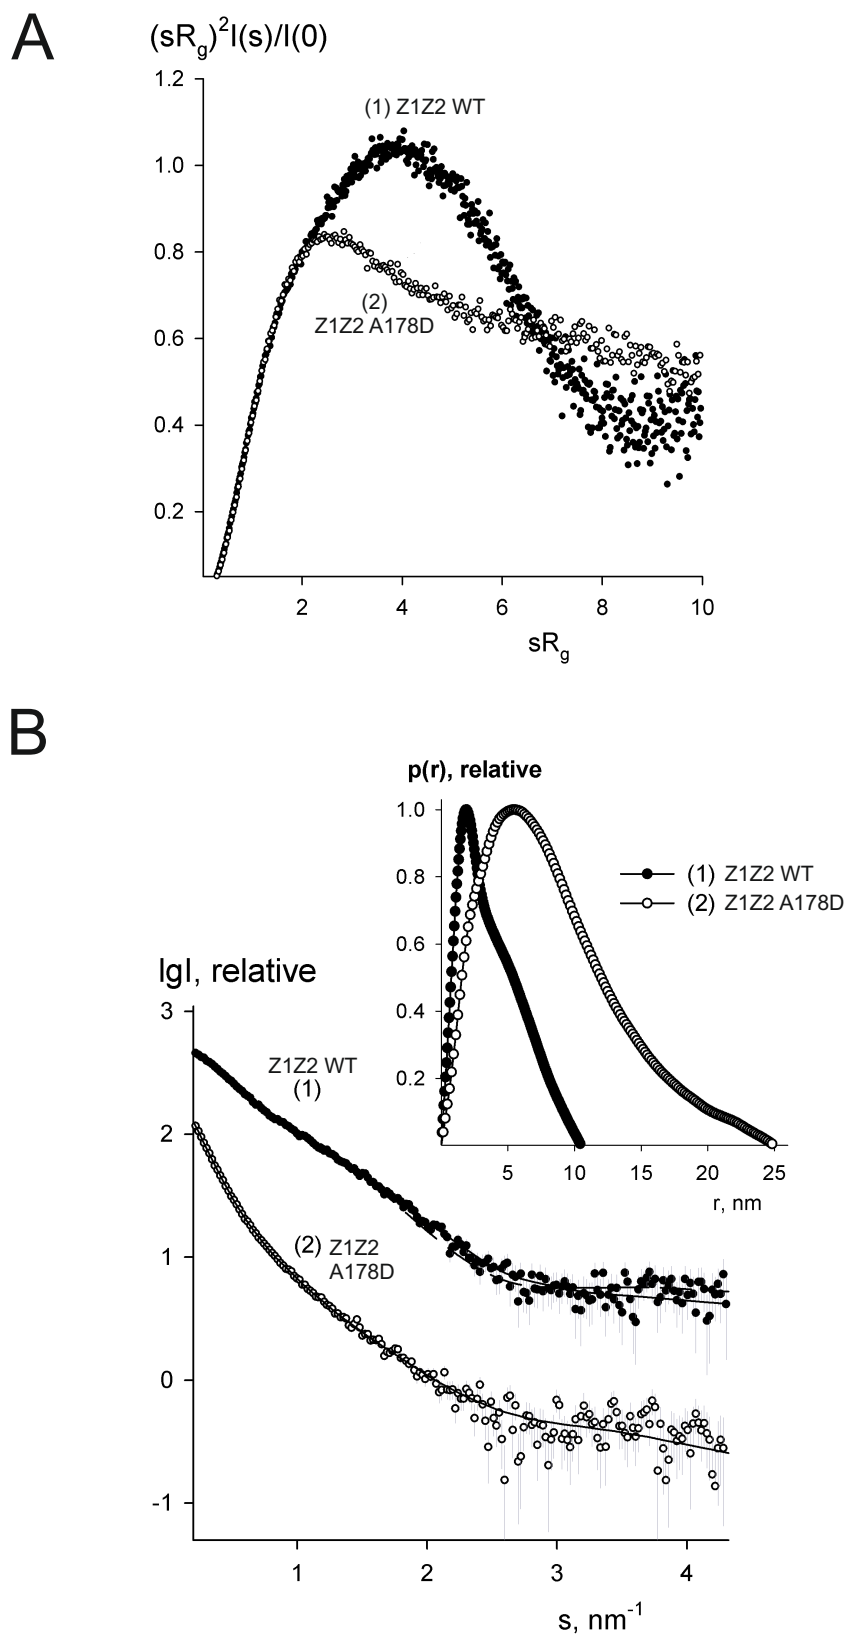 A
(sRg)²I(s)/I(0)
1.2
(1) Z1Z2 WT
1.0
0.8
(2)
Z1Z2 A178D
0.6
0.4
0.2
2 4 6 8 10
sRg
B
p(r), relative
1.0
0.8
(1) Z1Z2 WT
(2) Z1Z2 A178D
0.6
0.4
0.2
5 10 15 20 25
r, nm
lgI, relative
3
Z1Z2 WT
(1)
2
1
(2) Z1Z2
A178D
0
-1
1 2 3 4
s, nm⁻¹